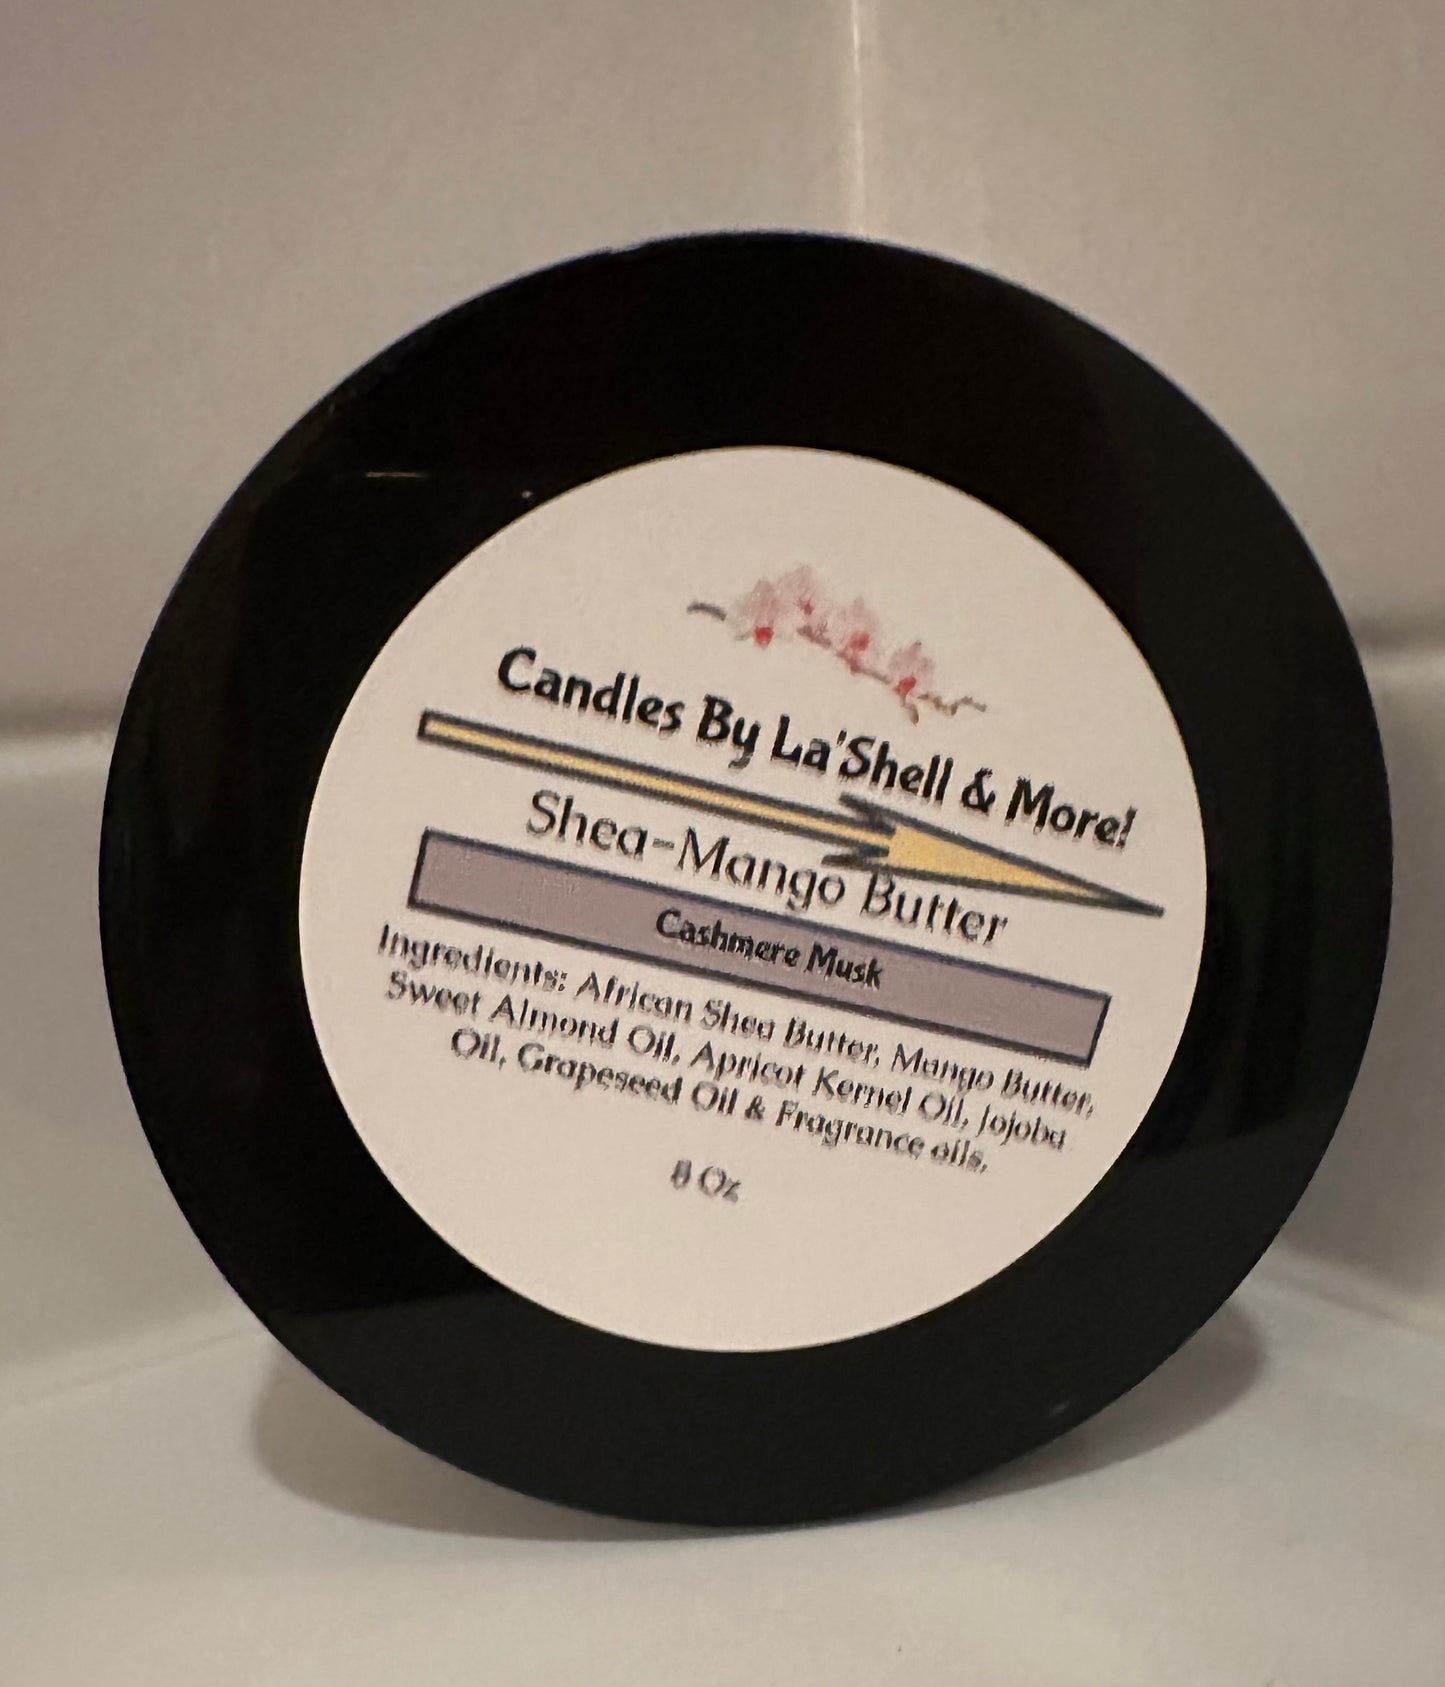 Candles By La'Shell & More!
Shea-Mango Butter
Cashmere Musk
Ingredients: African Shea Butter, Mango Butter,
Sweet Almond Oil, Apricot Kernel Oil, Jojoba
Oil, Grapeseed Oil & Fragrance oils.
8 Oz